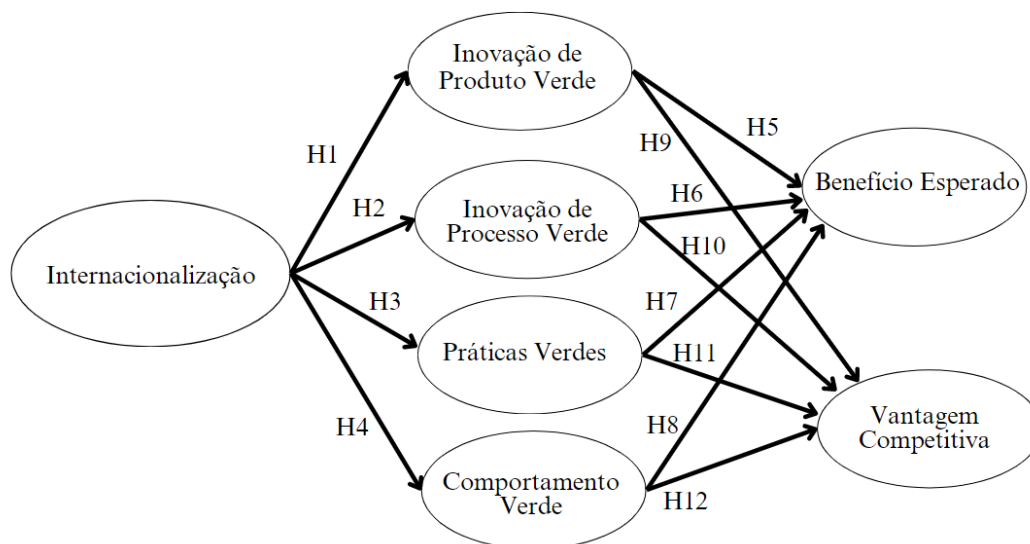 Inovação de
Produto Verde
H5
H9
H1
Benefício Esperado
H6
H2
Inovação de
Processo Verde
H10
Internacionalização
H3
H7
Práticas Verdes
H11
H4
H8
Vantagem
Competitiva
Comportamento
Verde
H12